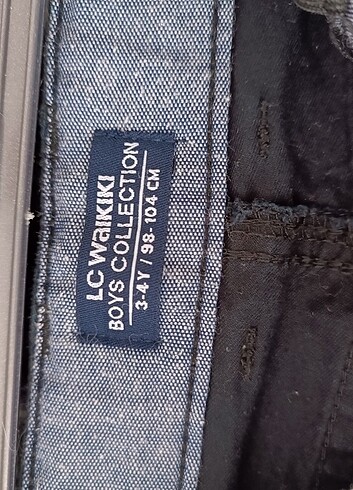 LC WAIKIKI
BOYS COLLECTION
3-4Y / 98-104 CM